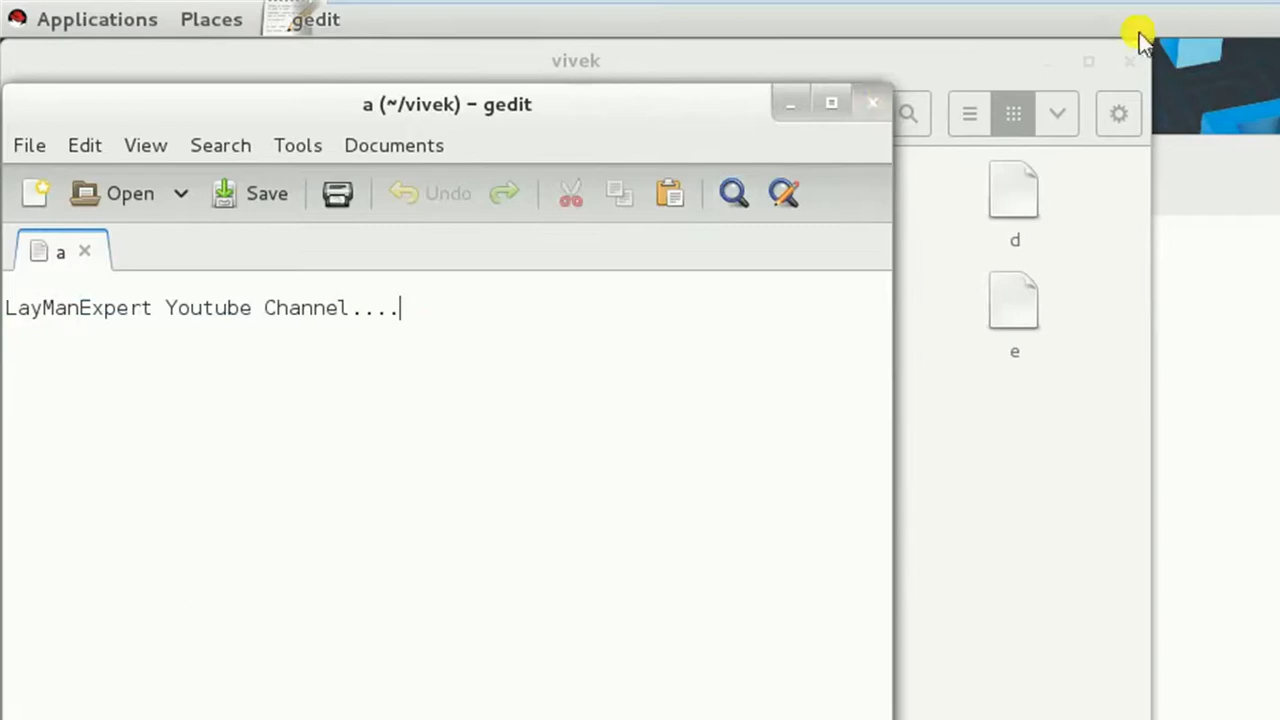 Applications Places gedit
vivek
a (~/vivek) – gedit
File Edit View Search Tools Documents
Open Save Undo
a
LayManExpert Youtube Channel....
d
e